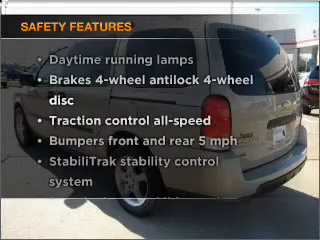 SAFETY FEATURES
• Daytime running lamps
• Brakes 4-wheel antilock 4-wheel
disc
• Traction control all-speed
• Bumpers front and rear 5 mph
• StabiliTrak stability control
system